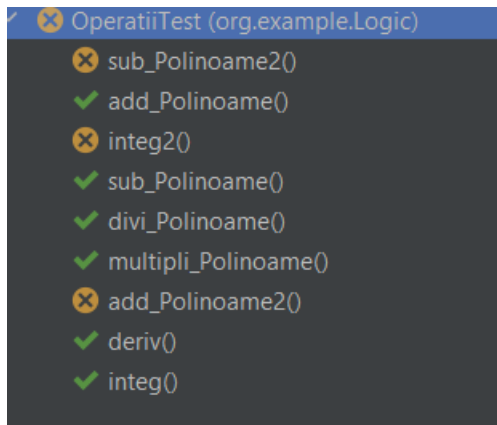 OperatiiTest (org.example.Logic)
sub_Polinoame2()
add_Polinoame()
integ2()
sub_Polinoame()
divi_Polinoame()
multipli_Polinoame()
add_Polinoame2()
deriv()
integ()